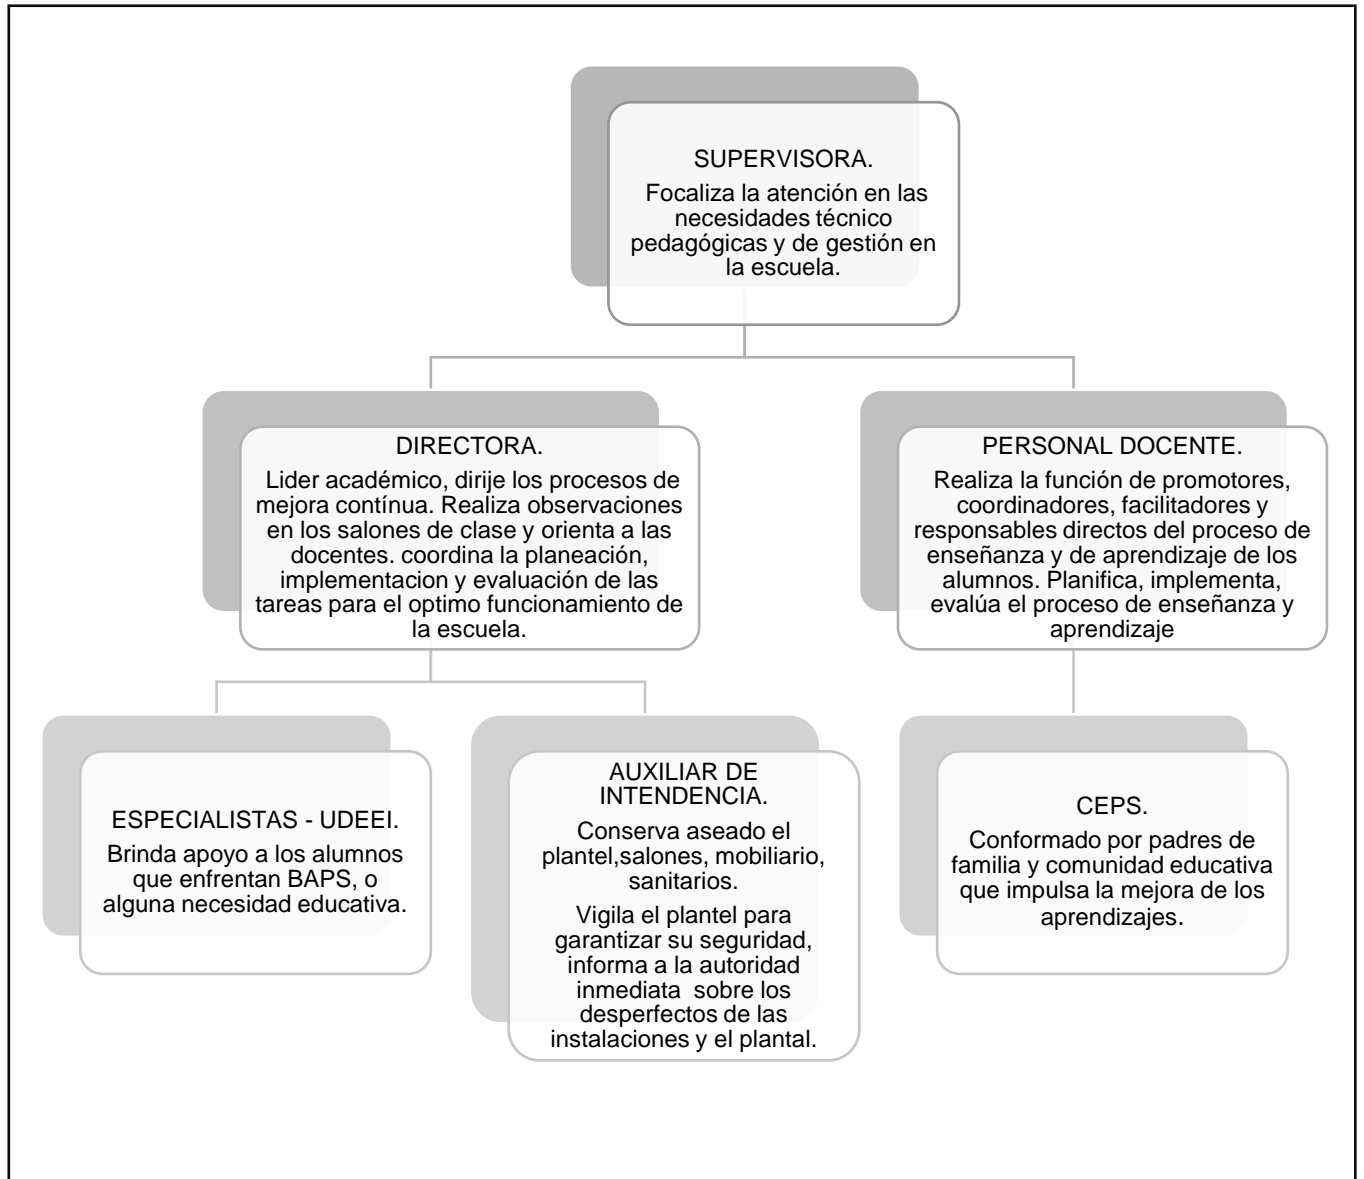 SUPERVISORA.
Focaliza la atención en las
necesidades técnico
pedagógicas y de gestión en
la escuela.
DIRECTORA.
Lider académico, dirije los procesos de
mejora contínua. Realiza observaciones
en los salones de clase y orienta a las
docentes. coordina la planeación,
implementacion y evaluación de las
tareas para el optimo funcionamiento de
la escuela.
PERSONAL DOCENTE.
Realiza la función de promotores,
coordinadores, facilitadores y
responsables directos del proceso de
enseñanza y de aprendizaje de los
alumnos. Planifica, implementa,
evalúa el proceso de enseñanza y
aprendizaje
ESPECIALISTAS - UDEEI.
Brinda apoyo a los alumnos
que enfrentan BAPS, o
alguna necesidad educativa.
AUXILIAR DE
INTENDENCIA.
Conserva aseado el
plantel,salones, mobiliario,
sanitarios.
Vigila el plantel para
garantizar su seguridad,
informa a la autoridad
inmediata  sobre los
desperfectos de las
instalaciones y el plantal.
CEPS.
Conformado por padres de
familia y comunidad educativa
que impulsa la mejora de los
aprendizajes.